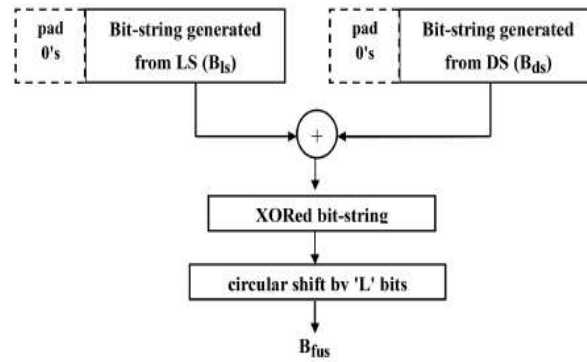 pad
0's
Bit-string generated
from LS (Bls)
pad
0's
Bit-string generated
from DS (Bds)
+
XORed bit-string
circular shift by 'L' bits
Bfus